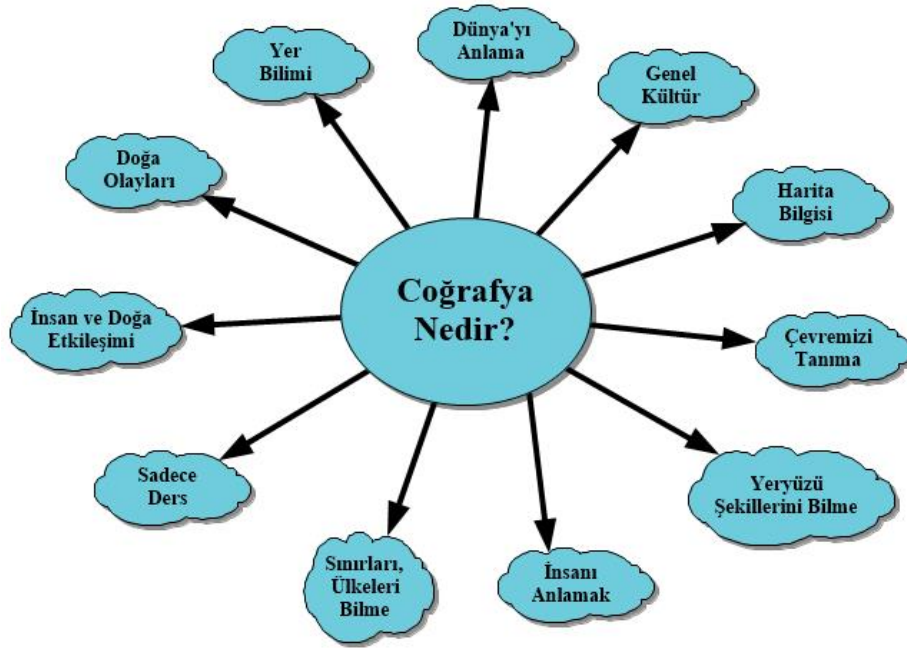 Coğrafya
Nedir?
Dünya'yı
Anlama
Genel
Kültür
Harita
Bilgisi
Çevremizi
Tanıma
Yeryüzü
Şekillerini Bilme
İnsanı
Anlamak
Sınırları,
Ülkeleri
Bilme
Sadece
Ders
İnsan ve Doğa
Etkileşimi
Doğa
Olayları
Yer
Bilimi